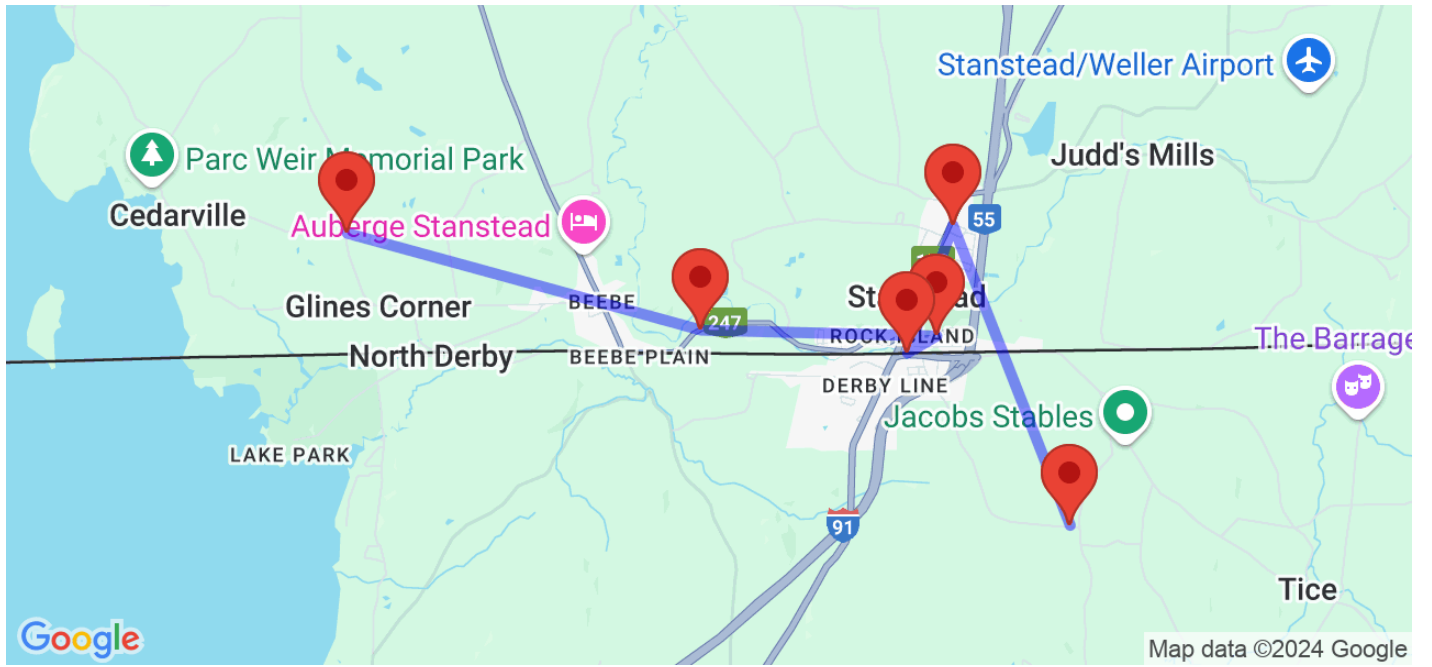 Stanstead/Weller Airport
Parc Weir Memorial Park
Judd's Mills
Cedarville
Auberge Stanstead
55
BEEBE
Glines Corner
247
ROCK ISLAND
The Barrage
North Derby
BEEBE PLAIN
DERBY LINE
Jacobs Stables
LAKE PARK
91
Tice
Google
Map data ©2024 Google